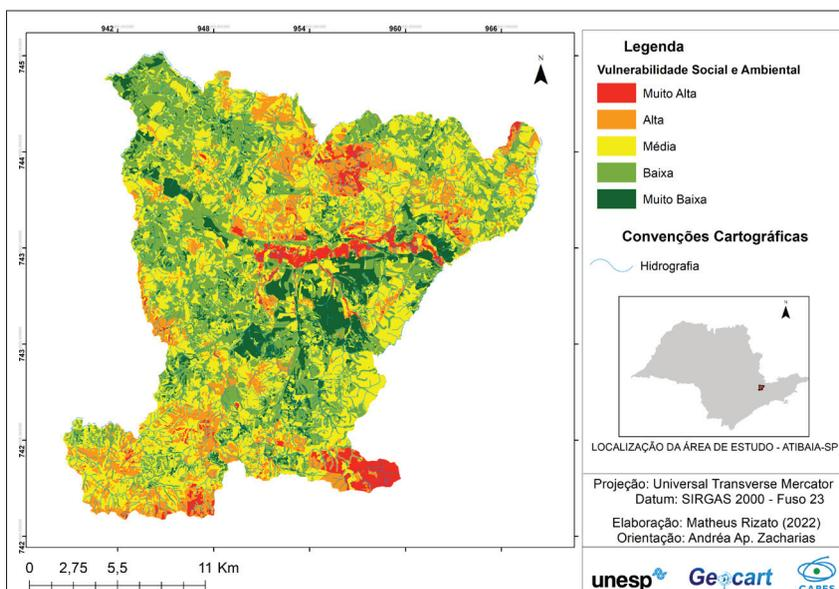 942
948
954
960
966
745
744
743
743
742
742
N
0 2,75 5,5 11 Km
Legenda
Vulnerabilidade Social e Ambiental
Muito Alta
Alta
Média
Baixa
Muito Baixa
Convenções Cartográficas
Hidrografia
N
LOCALIZAÇÃO DA ÁREA DE ESTUDO - ATIBAIA-SP
Projeção: Universal Transverse Mercator
Datum: SIRGAS 2000 - Fuso 23
Elaboração: Matheus Rizato (2022)
Orientação: Andréa Ap. Zacharias
unesp
Geocart
CAPES